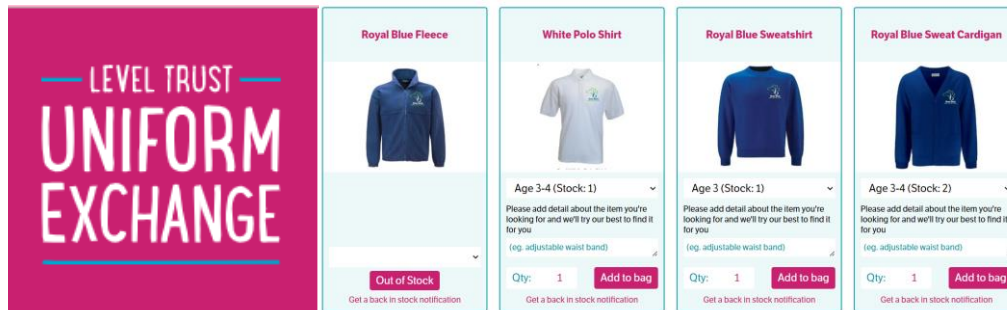 LEVEL TRUST
UNIFORM
EXCHANGE
Royal Blue Fleece
Out of Stock
Get a back in stock notification
White Polo Shirt
Age 3-4 (Stock: 1)
Please add detail about the item you're
looking for and we'll try our best to find it
for you
(eg. adjustable waist band)
Qty: 1 Add to bag
Get a back in stock notification
Royal Blue Sweatshirt
Age 3 (Stock: 1)
Please add detail about the item you're
looking for and we'll try our best to find it
for you
(eg. adjustable waist band)
Qty: 1 Add to bag
Get a back in stock notification
Royal Blue Sweat Cardigan
Age 3-4 (Stock: 2)
Please add detail about the item you're
looking for and we'll try our best to find it
for you
(eg. adjustable waist band)
Qty: 1 Add to bag
Get a back in stock notification